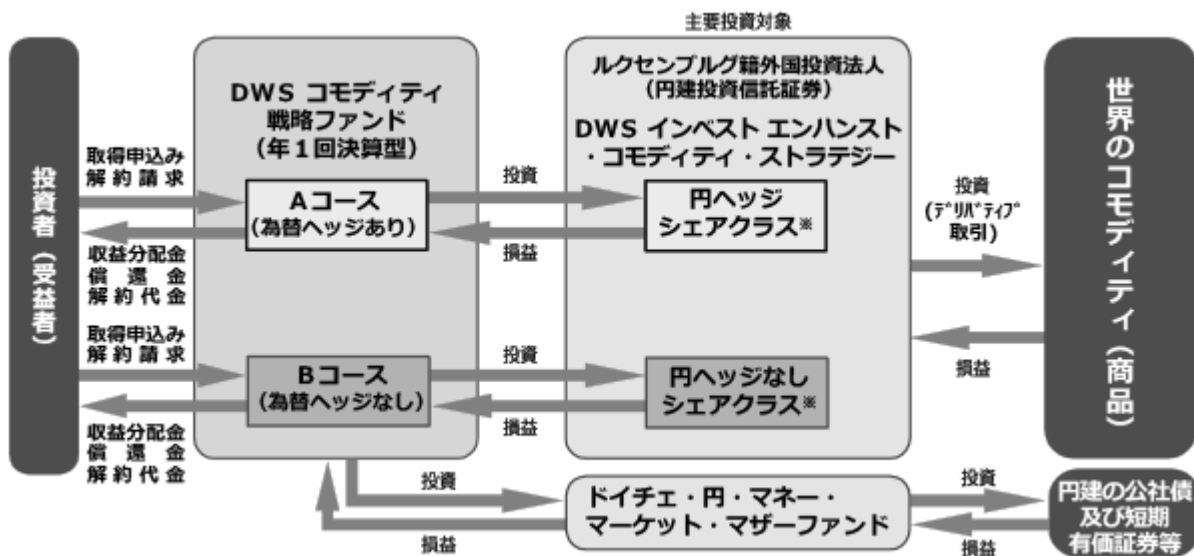 主要投資対象
投資者（受益者）
取得申込み
解約請求
収益分配金
償還金
解約代金
取得申込み
解約請求
収益分配金
償還金
解約代金
DWS コモディティ
戦略ファンド
（年１回決算型）
Aコース
（為替ヘッジあり）
Bコース
（為替ヘッジなし）
投資
損益
投資
損益
ルクセンブルグ籍外国投資法人
（円建投資信託証券）
DWS インベスト エンハンスト
・コモディティ・ストラテジー
円ヘッジ
シェアクラス※
円ヘッジなし
シェアクラス※
投資
(ﾃﾞﾘﾊﾞﾃｨﾌﾞ
取引)
損益
世界のコモディティ（商品）
投資
損益
ドイチェ・円・マネー・
マーケット・マザーファンド
投資
損益
円建の公社債
及び短期
有価証券等